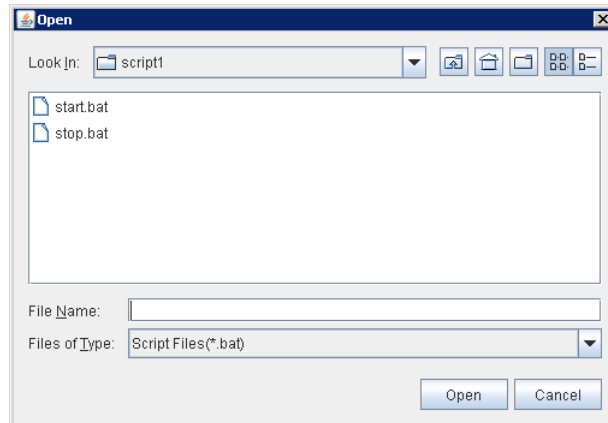 Open
Look In: script1
start.bat
stop.bat
File Name:
Files of Type: Script Files(*.bat)
Open Cancel